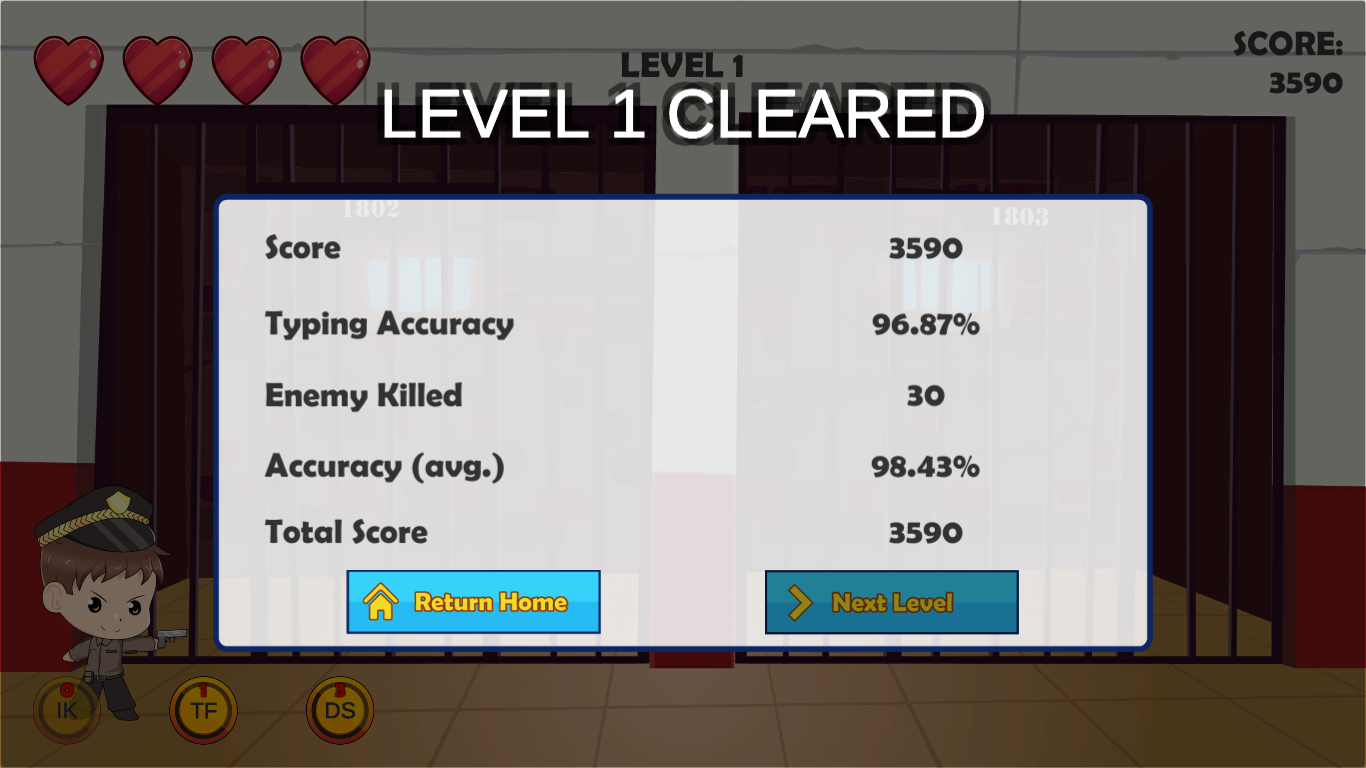 SCORE:
3590
LEVEL 1
LEVEL 1 CLEARED
1802
1803
Score 3590
Typing Accuracy 96.87%
Enemy Killed 30
Accuracy (avg.) 98.43%
Total Score 3590
Return Home Next Level
0 1 3
IK TF DS